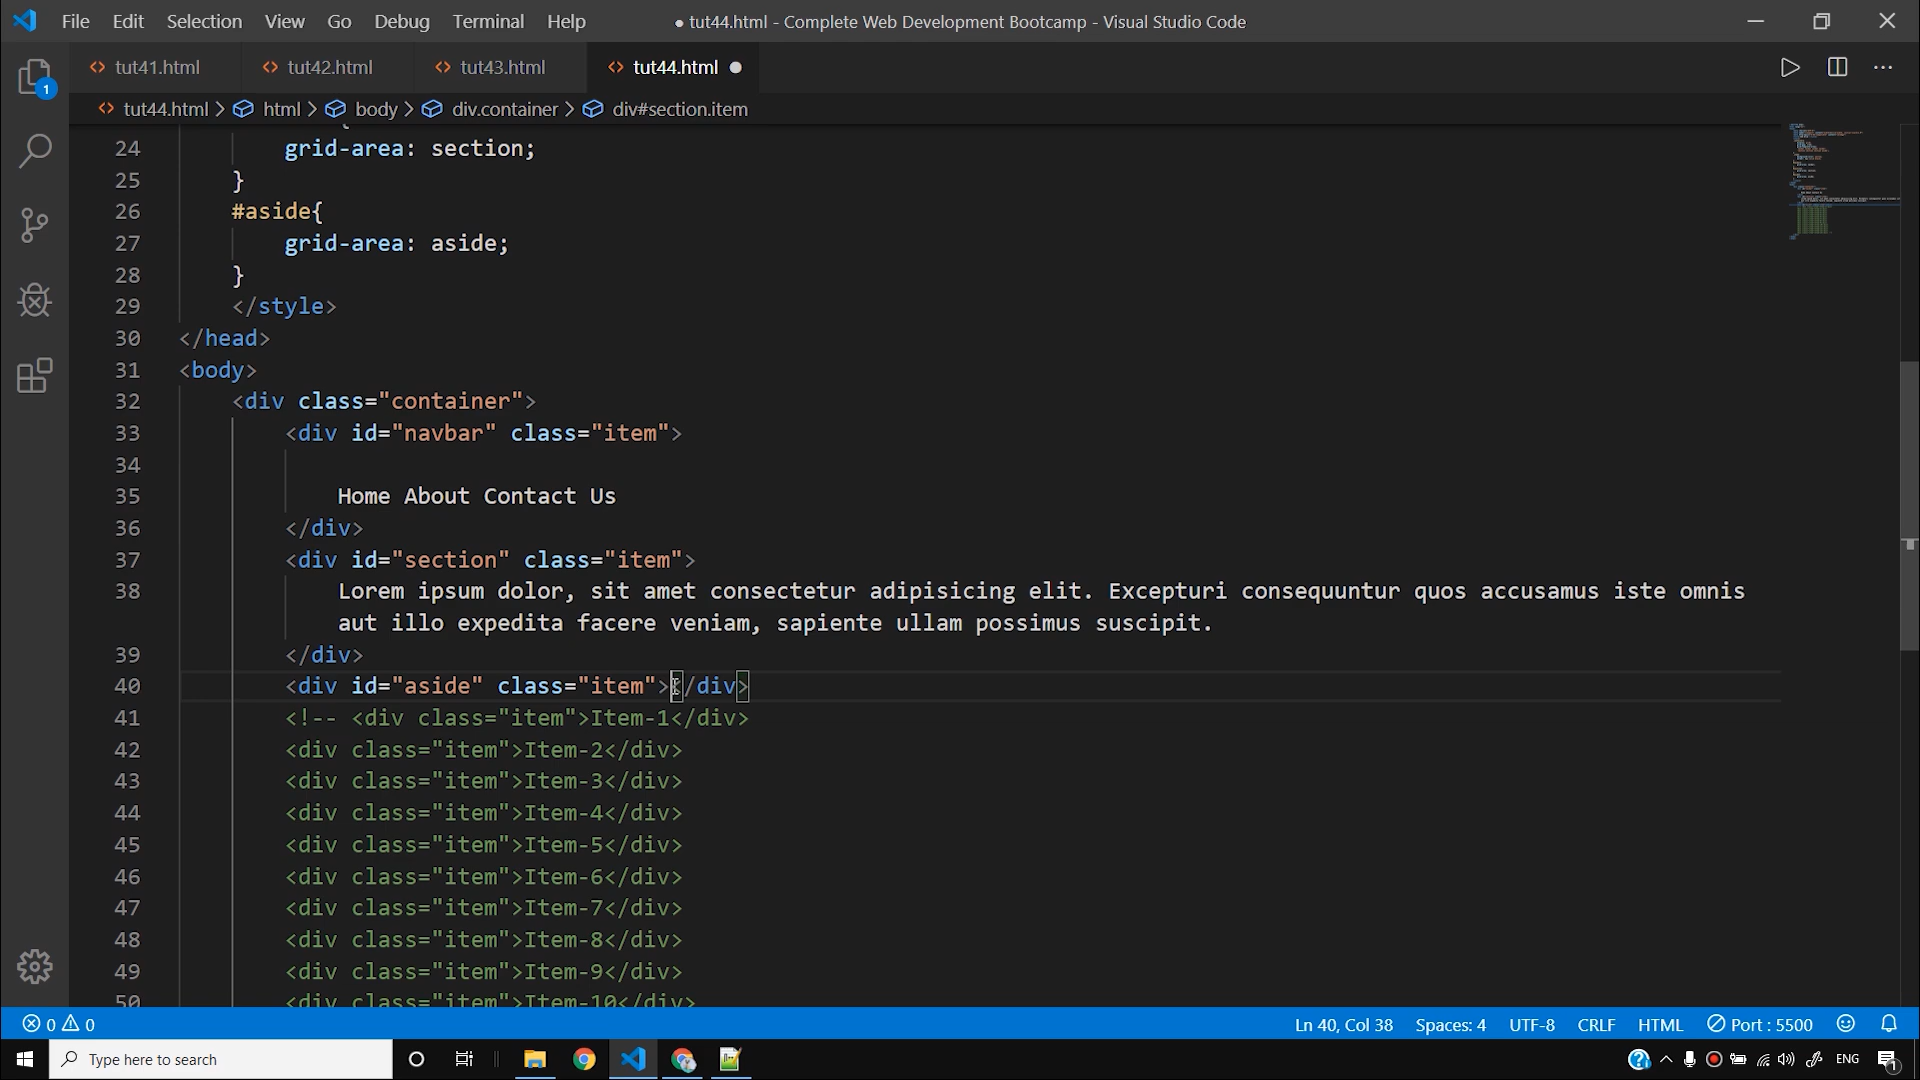 File Edit Selection View Go Debug Terminal Help
● tut44.html - Complete Web Development Bootcamp - Visual Studio Code
tut41.html tut42.html tut43.html tut44.html
tut44.html > html > body > div.container > div#section.item
1
24 grid-area: section;
25 }
26 #aside{
27 grid-area: aside;
28 }
29 </style>
30 </head>
31 <body>
32 <div class="container">
33 <div id="navbar" class="item">
34
35 Home About Contact Us
36 </div>
37 <div id="section" class="item">
38 Lorem ipsum dolor, sit amet consectetur adipisicing elit. Excepturi consequuntur quos accusamus iste omnis
aut illo expedita facere veniam, sapiente ullam possimus suscipit.
39 </div>
40 <div id="aside" class="item"></div>
41 <!-- <div class="item">Item-1</div>
42 <div class="item">Item-2</div>
43 <div class="item">Item-3</div>
44 <div class="item">Item-4</div>
45 <div class="item">Item-5</div>
46 <div class="item">Item-6</div>
47 <div class="item">Item-7</div>
48 <div class="item">Item-8</div>
49 <div class="item">Item-9</div>
50 <div class="item">Item-10</div>
0 0 Ln 40, Col 38 Spaces: 4 UTF-8 CRLF HTML Port : 5500
Type here to search ENG 1